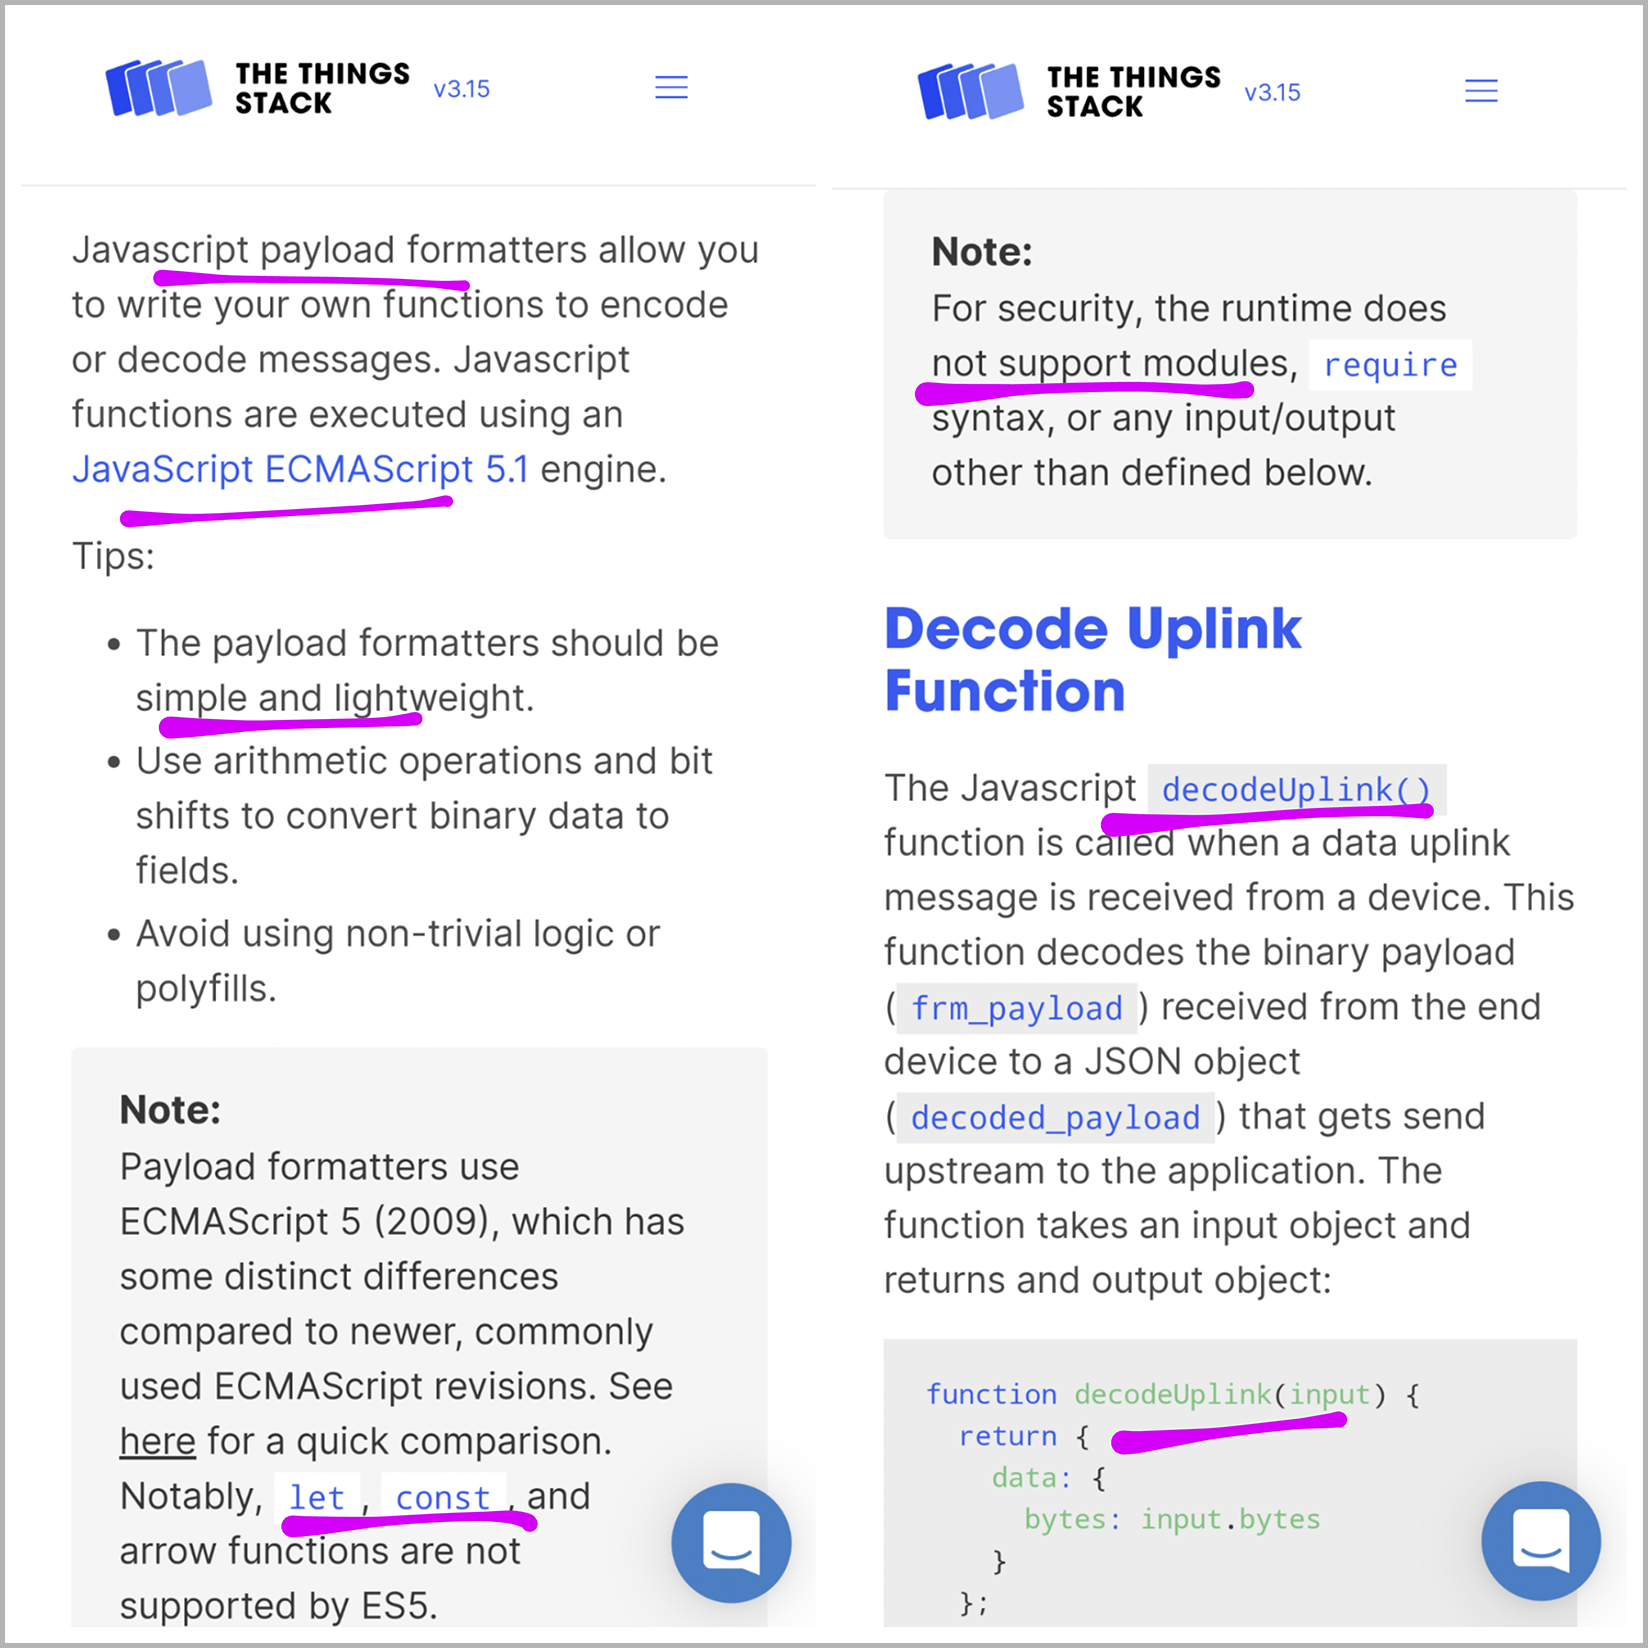 THE THINGS
STACK
v3.15
Javascript payload formatters allow you
to write your own functions to encode
or decode messages. Javascript
functions are executed using an
JavaScript ECMAScript 5.1 engine.
Tips:
• The payload formatters should be
simple and lightweight.
• Use arithmetic operations and bit
shifts to convert binary data to
fields.
• Avoid using non-trivial logic or
polyfills.
Note:
Payload formatters use
ECMAScript 5 (2009), which has
some distinct differences
compared to newer, commonly
used ECMAScript revisions. See
here for a quick comparison.
Notably, let, const, and
arrow functions are not
supported by ES5.
THE THINGS
STACK
v3.15
Note:
For security, the runtime does
not support modules, require
syntax, or any input/output
other than defined below.
Decode Uplink
Function
The Javascript decodeUplink()
function is called when a data uplink
message is received from a device. This
function decodes the binary payload
( frm_payload ) received from the end
device to a JSON object
( decoded_payload ) that gets send
upstream to the application. The
function takes an input object and
returns and output object:
function decodeUplink(input) {
return {
data: {
bytes: input.bytes
}
};